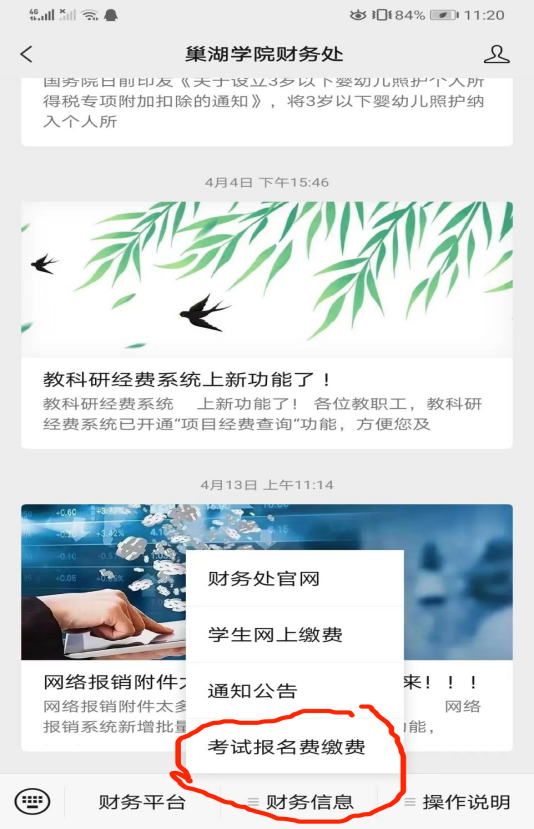 4G
84%
11:20
巢湖学院财务处
国务院日前印发《关于设立3岁以下婴幼儿照护个人所
得税专项附加扣除的通知》，将3岁以下婴幼儿照护纳
入个人所
4月4日 下午15:46
教科研经费系统上新功能了！
教科研经费系统 上新功能了！ 各位教职工，教科研
经费系统已开通“项目经费查询”功能，方便您及
4月13日 上午11:14
财务处官网
学生网上缴费
通知公告
考试报名费缴费
网络报销附件 来！！！
网络报销附件太多 网络
报销系统新增批量 功能，
财务平台
财务信息
操作说明